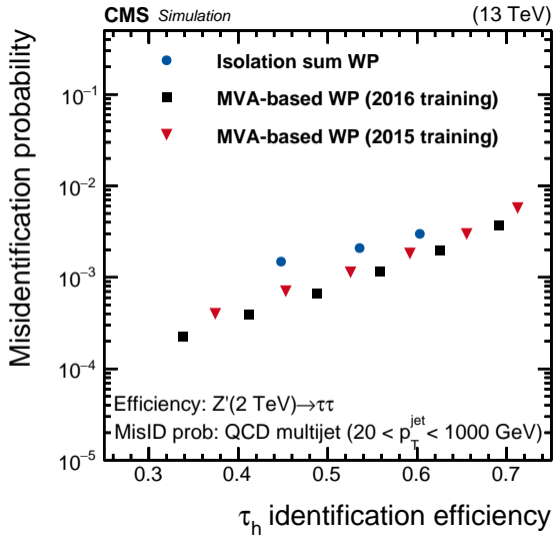 CMS Simulation (13 TeV)
Misidentification probability
Isolation sum WP
MVA-based WP (2016 training)
MVA-based WP (2015 training)
10⁻¹
10⁻²
10⁻³
10⁻⁴
10⁻⁵
Efficiency: Z'(2 TeV)→ττ
MisID prob: QCD multijet (20 < p_T^jet < 1000 GeV)
0.3 0.4 0.5 0.6 0.7
τ_h identification efficiency